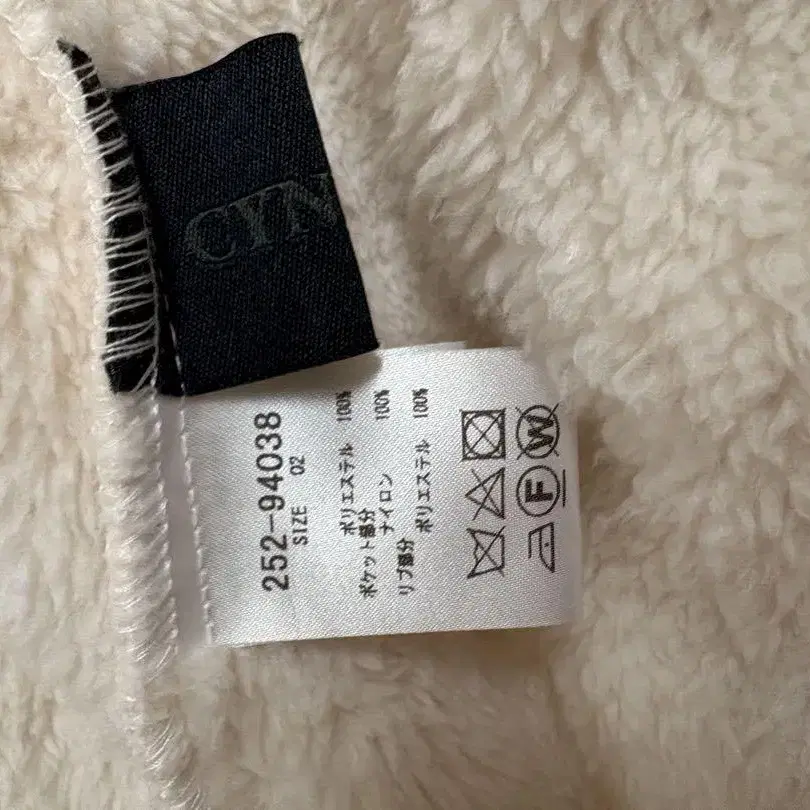 CYN
252-94038
SIZE 02
ポリエステル 100%
ポケット部分
ナイロン 100%
リブ部分
ポリエステル 100%
W
F